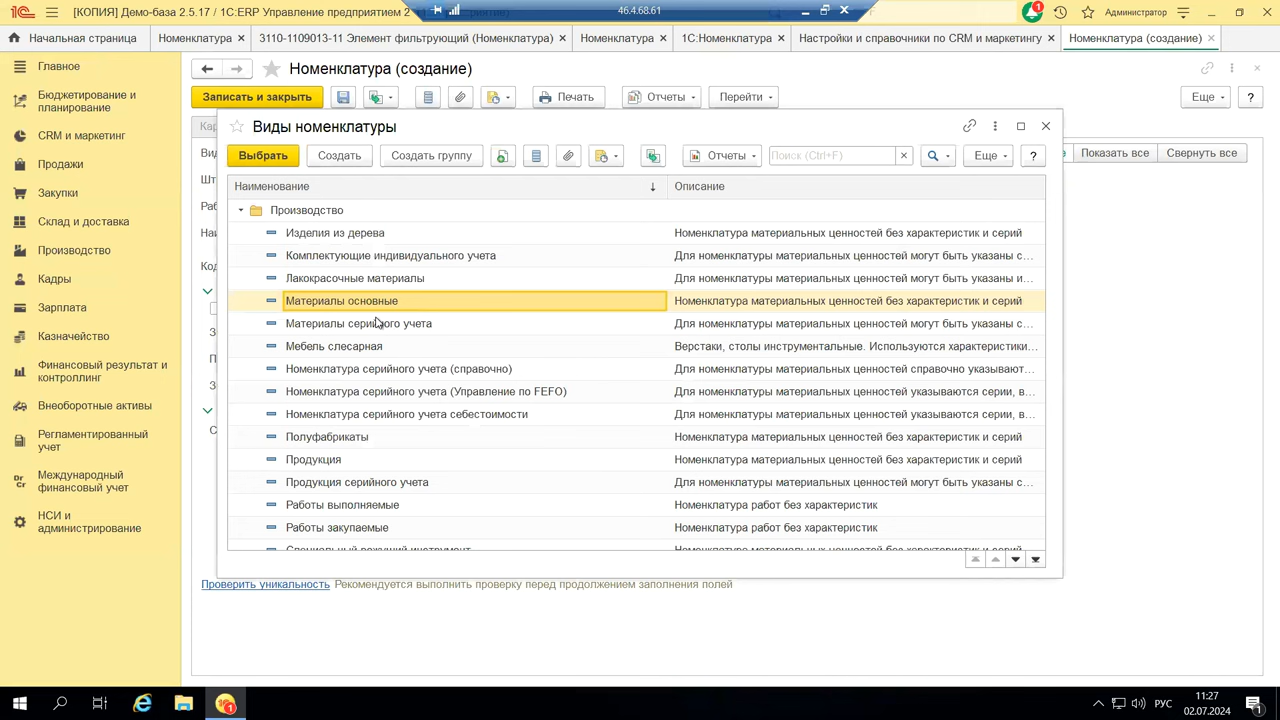 [КОПИЯ] Демо-база 2.5.17 / 1С:ERP Управление предприятием 2
46.4.68.61
1
Администратор
Начальная страница
Номенклатура
3110-1109013-11 Элемент фильтрующий (Номенклатура)
Номенклатура
1С:Номенклатура
Настройки и справочники по CRM и маркетингу
Номенклатура (создание)
Главное
Бюджетирование и
планирование
CRM и маркетинг
Продажи
Закупки
Склад и доставка
Производство
Кадры
Зарплата
Казначейство
Финансовый результат и
контроллинг
Внеоборотные активы
Регламентированный
учет
Международный
финансовый учет
НСИ и
администрирование
Номенклатура (создание)
Записать и закрыть
Печать
Отчеты
Перейти
Еще
?
Показать все
Свернуть все
Виды номенклатуры
Выбрать
Создать
Создать группу
Отчеты
Поиск (Ctrl+F)
Еще
?
Наименование
Описание
Производство
Изделия из дерева
Номенклатура материальных ценностей без характеристик и серий
Комплектующие индивидуального учета
Для номенклатуры материальных ценностей могут быть указаны с...
Лакокрасочные материалы
Для номенклатуры материальных ценностей могут быть указаны и...
Материалы основные
Номенклатура материальных ценностей без характеристик и серий
Материалы серийного учета
Для номенклатуры материальных ценностей могут быть указаны с...
Мебель слесарная
Верстаки, столы инструментальные. Используются характеристики...
Номенклатура серийного учета (справочно)
Для номенклатуры материальных ценностей справочно указывают...
Номенклатура серийного учета (Управление по FEFO)
Для номенклатуры материальных ценностей указываются серии, в...
Номенклатура серийного учета себестоимости
Для номенклатуры материальных ценностей указываются серии, в...
Полуфабрикаты
Номенклатура материальных ценностей без характеристик и серий
Продукция
Номенклатура материальных ценностей без характеристик и серий
Продукция серийного учета
Для номенклатуры материальных ценностей могут быть указаны с...
Работы выполняемые
Номенклатура работ без характеристик
Работы закупаемые
Номенклатура работ без характеристик
Специальный режущий инструмент
Номенклатура материальных ценностей без характеристик и серий
Проверить уникальность
Рекомендуется выполнить проверку перед продолжением заполнения полей
РУС
11:27
02.07.2024
1